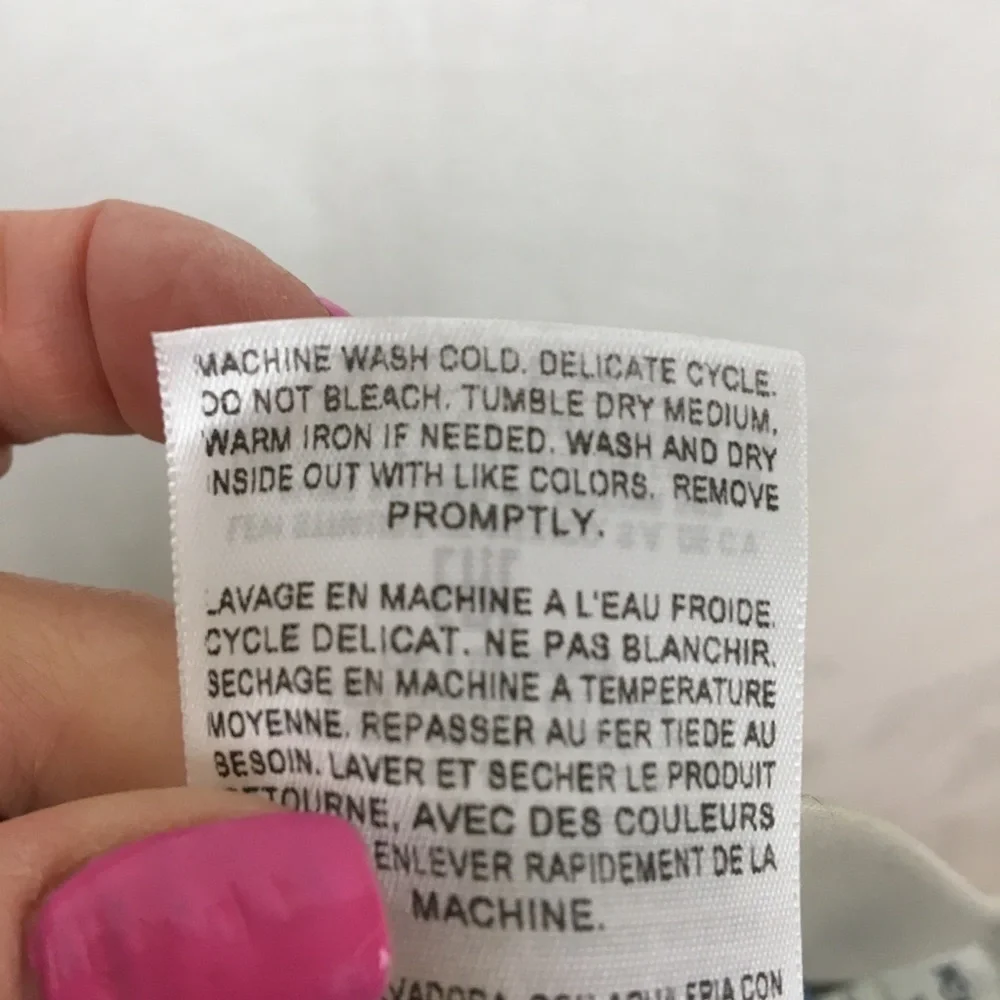 MACHINE WASH COLD. DELICATE CYCLE.
DO NOT BLEACH. TUMBLE DRY MEDIUM.
WARM IRON IF NEEDED. WASH AND DRY
INSIDE OUT WITH LIKE COLORS. REMOVE
PROMPTLY.
LAVAGE EN MACHINE A L'EAU FROIDE.
CYCLE DELICAT. NE PAS BLANCHIR.
SECHAGE EN MACHINE A TEMPERATURE
MOYENNE. REPASSER AU FER TIEDE AU
BESOIN. LAVER ET SECHER LE PRODUIT
RETOURNE, AVEC DES COULEURS
ENLEVER RAPIDEMENT DE LA
MACHINE.
CON